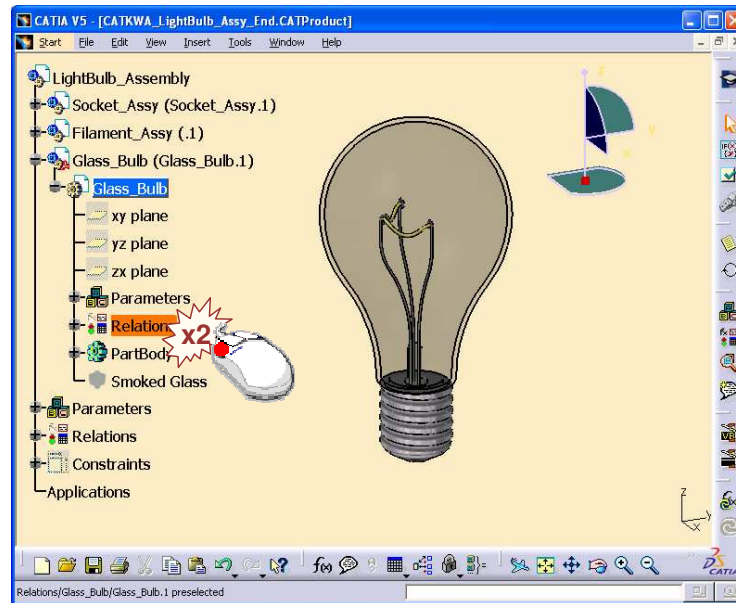 CATIA V5 - [CATKWA_LightBulb_Assy_End.CATProduct]
Start File Edit View Insert Tools Window Help
LightBulb_Assembly
Socket_Assy (Socket_Assy.1)
Filament_Assy (.1)
Glass_Bulb (Glass_Bulb.1)
Glass_Bulb
xy plane
yz plane
zx plane
Parameters
Relation
x2
PartBody
Smoked Glass
Parameters
Relations
Constraints
Applications
z
y
x
z
y
x
f(x)
CATIA
Relations/Glass_Bulb/Glass_Bulb.1 preselected